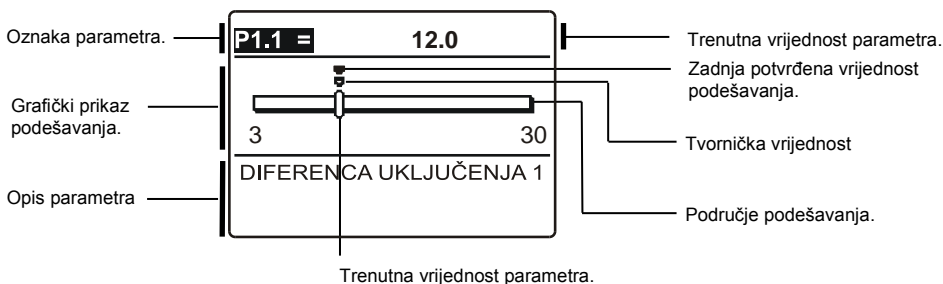 Oznaka parametra.
P1.1 = 12.0
Trenutna vrijednost parametra.
Zadnja potvrđena vrijednost
podešavanja.
Grafički prikaz
podešavanja.
3 30
Tvornička vrijednost
DIFERENCA UKLJUČENJA 1
Opis parametra
Područje podešavanja.
Trenutna vrijednost parametra.